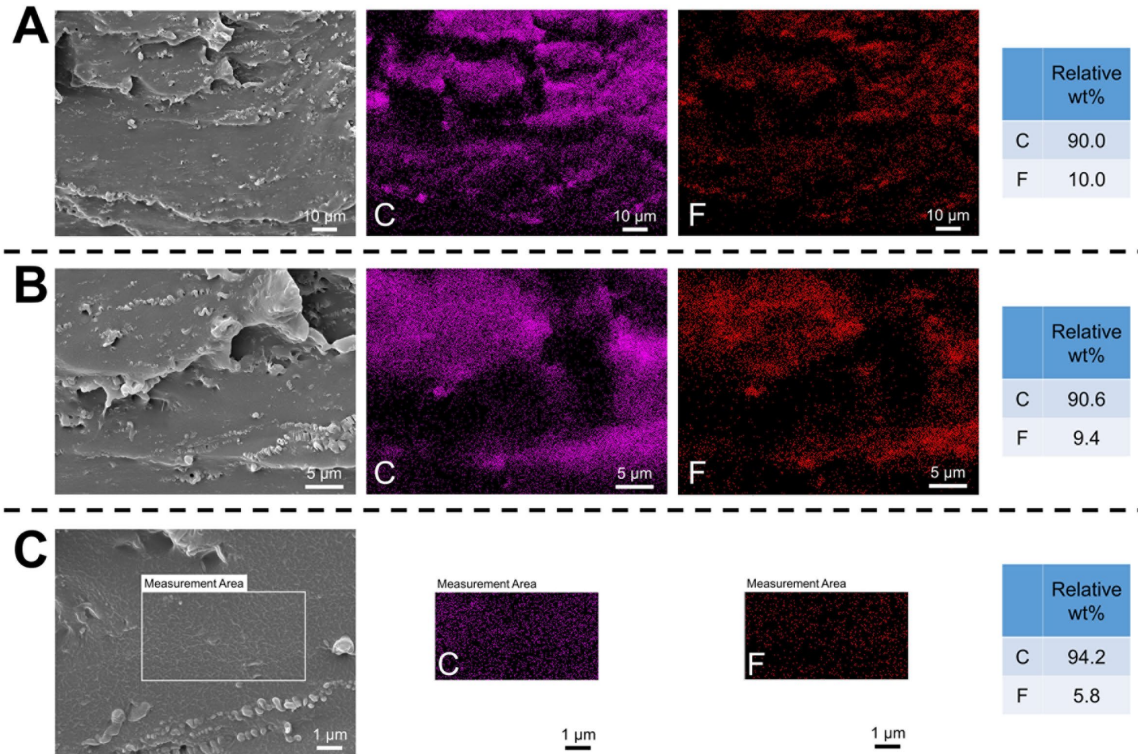 A
10 µm
C
10 µm
F
10 µm
Relative
wt%
C 90.0
F 10.0
B
5 µm
C
5 µm
F
5 µm
Relative
wt%
C 90.6
F 9.4
C
Measurement Area
1 µm
Measurement Area
C
1 µm
Measurement Area
F
1 µm
Relative
wt%
C 94.2
F 5.8